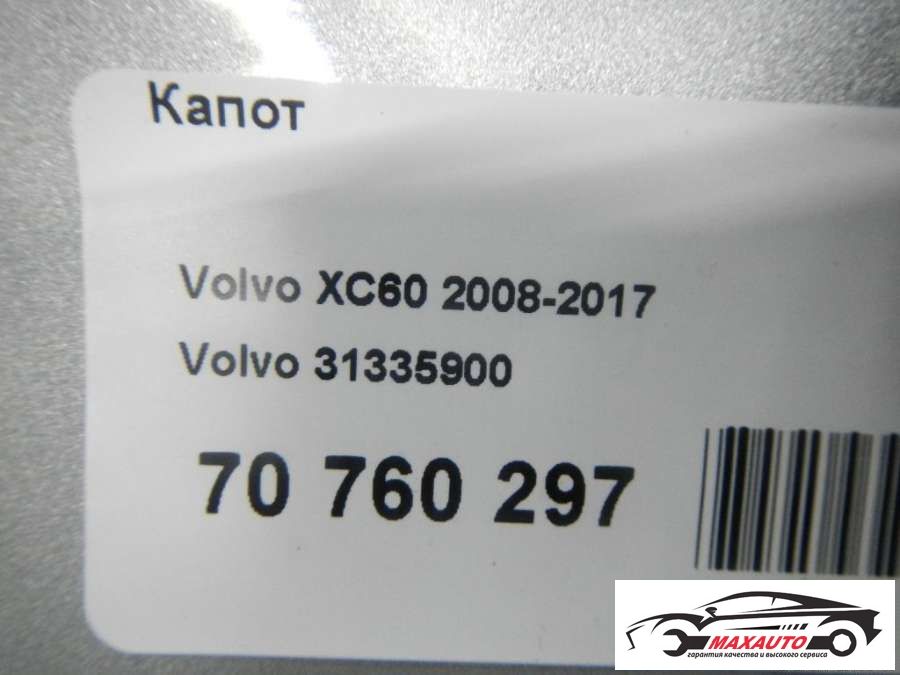 Капот
Volvo XC60 2008-2017
Volvo 31335900
70 760 297
MAXAUTO
гарантия качества и высокого сервиса